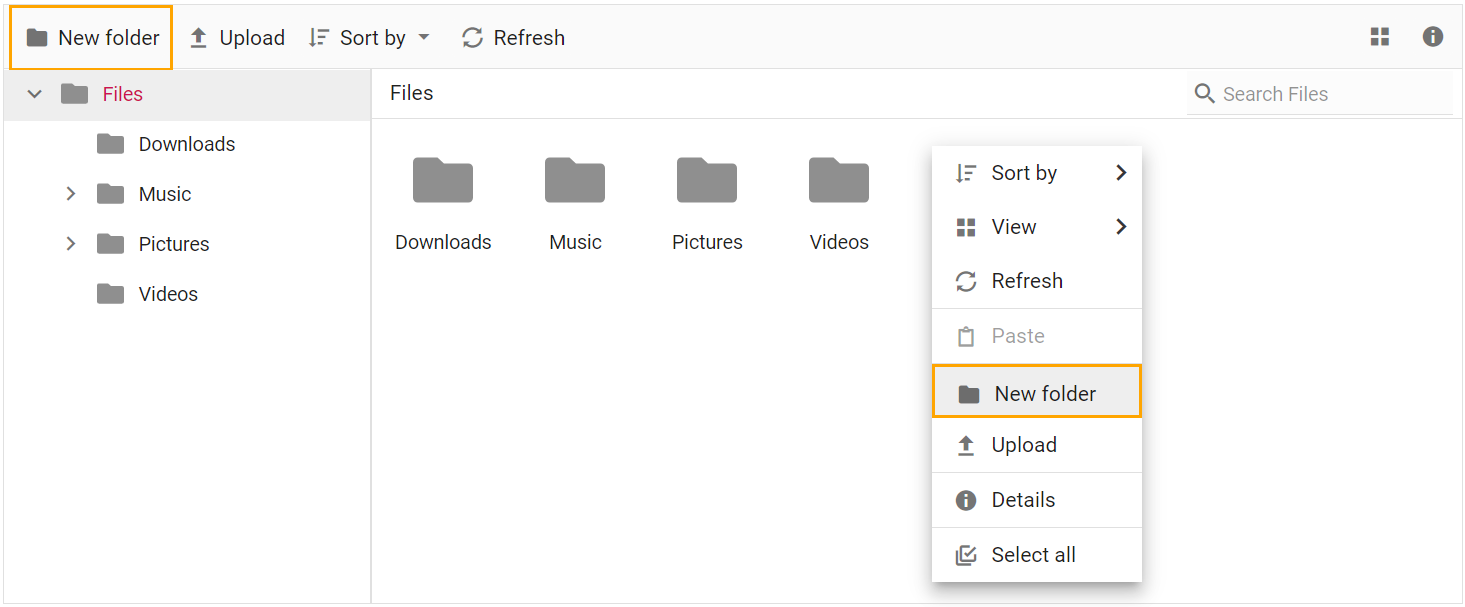 New folder Upload Sort by Refresh
Files
Downloads
Music
Pictures
Videos
Files
Search Files
Downloads Music Pictures Videos
Sort by
View
Refresh
Paste
New folder
Upload
Details
Select all